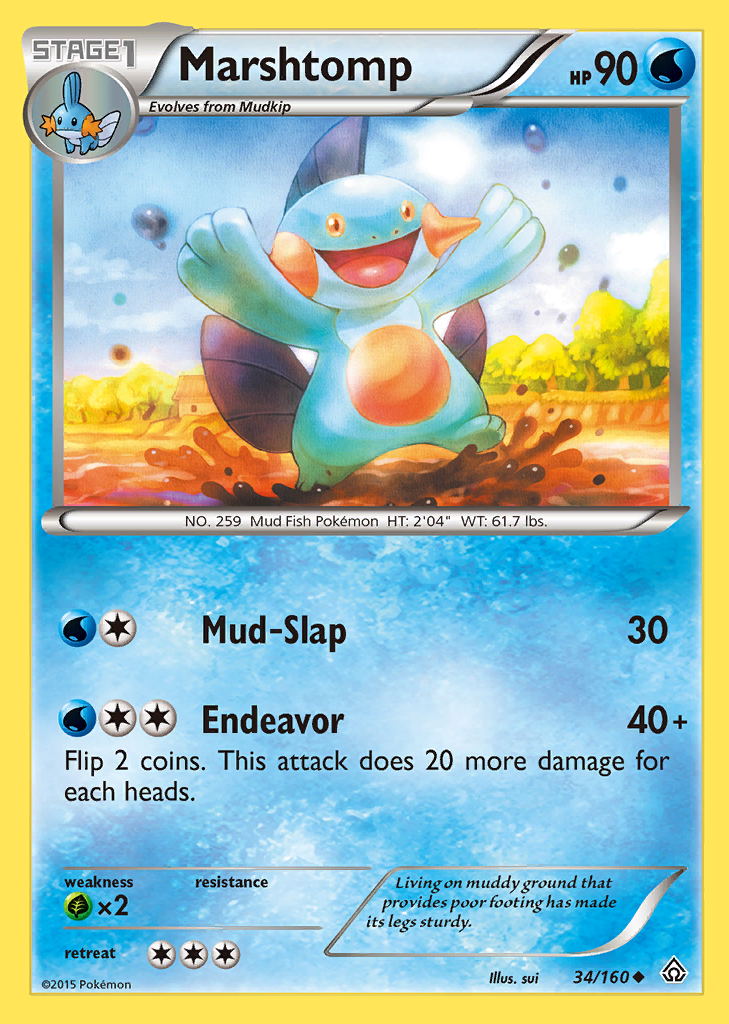 STAGE1
Marshtomp
HP 90
Evolves from Mudkip
NO. 259 Mud Fish Pokémon HT: 2'04" WT: 61.7 lbs.
Mud-Slap 30
Endeavor 40+
Flip 2 coins. This attack does 20 more damage for
each heads.
weakness resistance
×2
Living on muddy ground that
provides poor footing has made
its legs sturdy.
retreat
©2015 Pokémon
Illus. sui 34/160